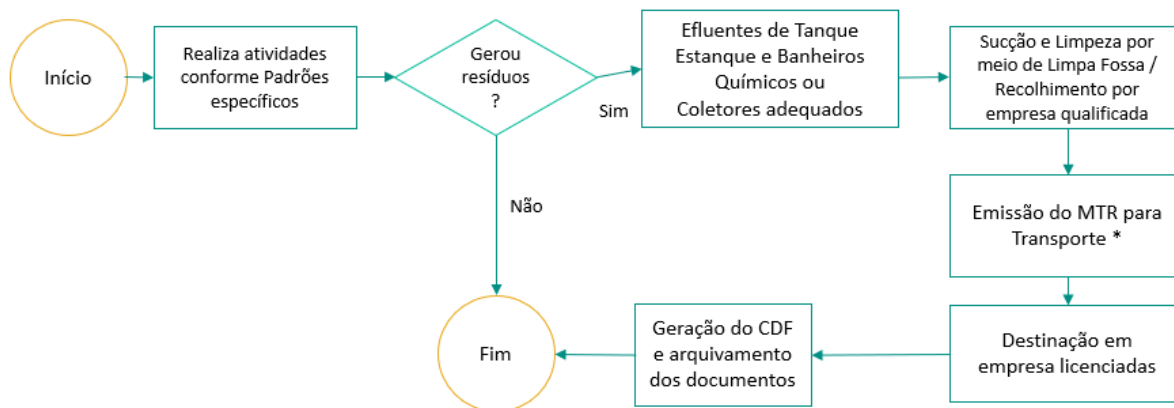 Início
Realiza atividades
conforme Padrões
específicos
Gerou
resíduos
?
Sim
Não
Efluentes de Tanque
Estanque e Banheiros
Químicos ou
Coletores adequados
Sucção e Limpeza por
meio de Limpa Fossa /
Recolhimento por
empresa qualificada
Emissão do MTR para
Transporte *
Destinação em
empresa licenciadas
Geração do CDF
e arquivamento
dos documentos
Fim